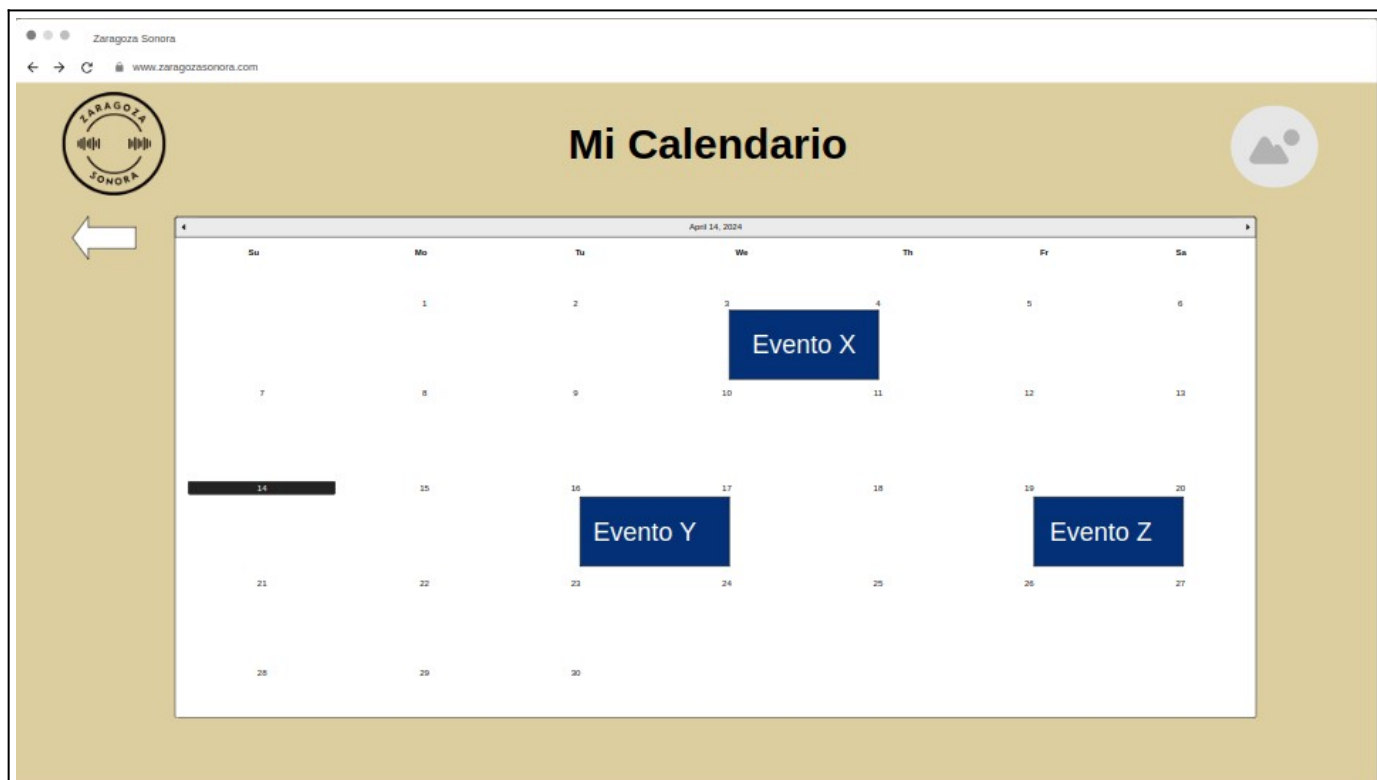 Zaragoza Sonora
www.zaragozasonora.com
ZARAGOZA
SONORA
Mi Calendario
April 14, 2024
Su Mo Tu We Th Fr Sa
1 2 3 4 5 6
Evento X
7 8 9 10 11 12 13
14 15 16 17 18 19 20
Evento Y Evento Z
21 22 23 24 25 26 27
28 29 30